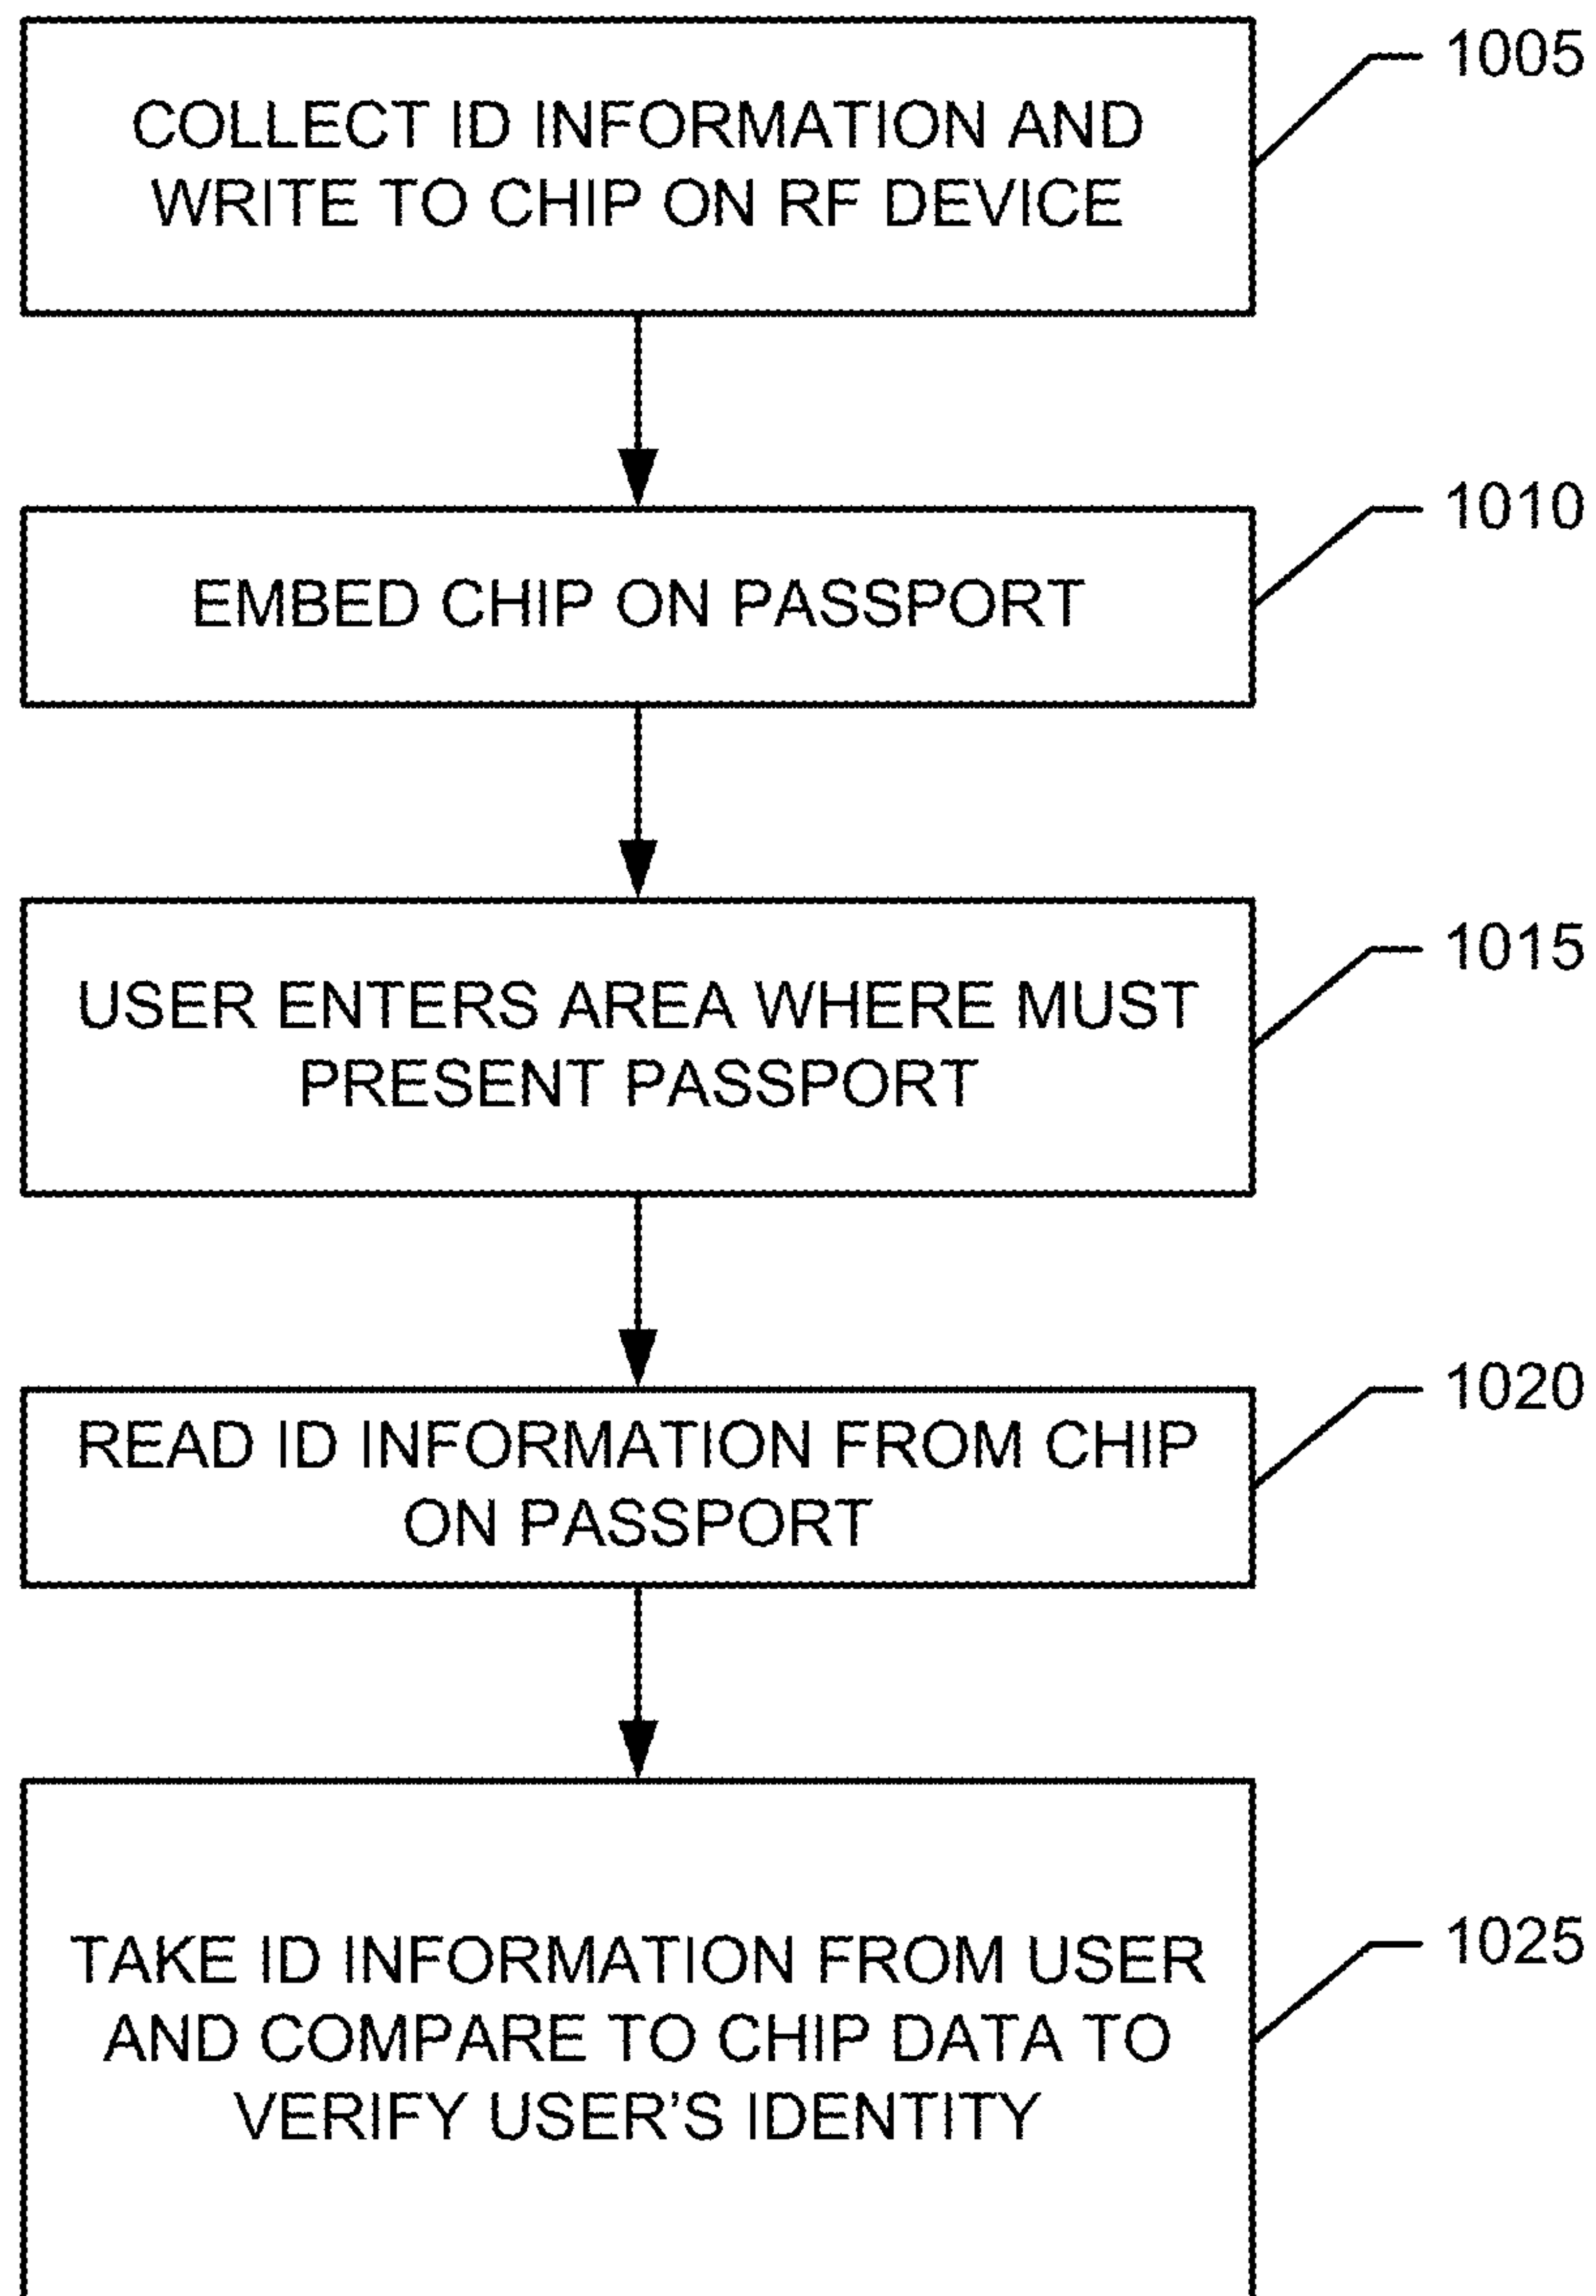 1005
COLLECT ID INFORMATION AND
WRITE TO CHIP ON RF DEVICE
1010
EMBED CHIP ON PASSPORT
1015
USER ENTERS AREA WHERE MUST
PRESENT PASSPORT
1020
READ ID INFORMATION FROM CHIP
ON PASSPORT
1025
TAKE ID INFORMATION FROM USER
AND COMPARE TO CHIP DATA TO
VERIFY USER’S IDENTITY